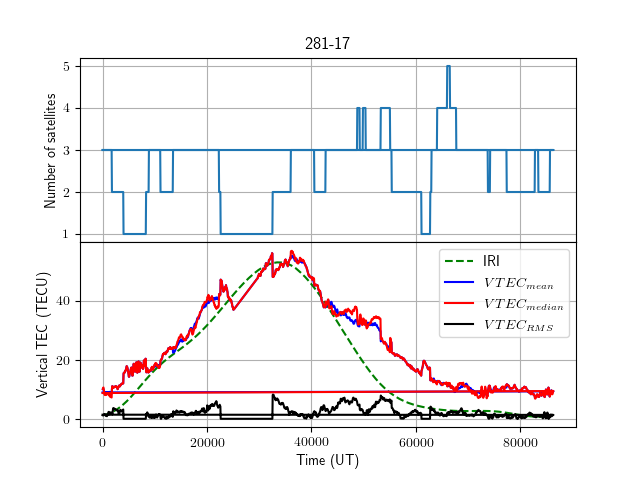 281-17
5
4
3
2
1
Number of satellites
40
20
0
Vertical TEC (TECU)
IRI
VTEC_mean
VTEC_median
VTEC_RMS
0 20000 40000 60000 80000
Time (UT)